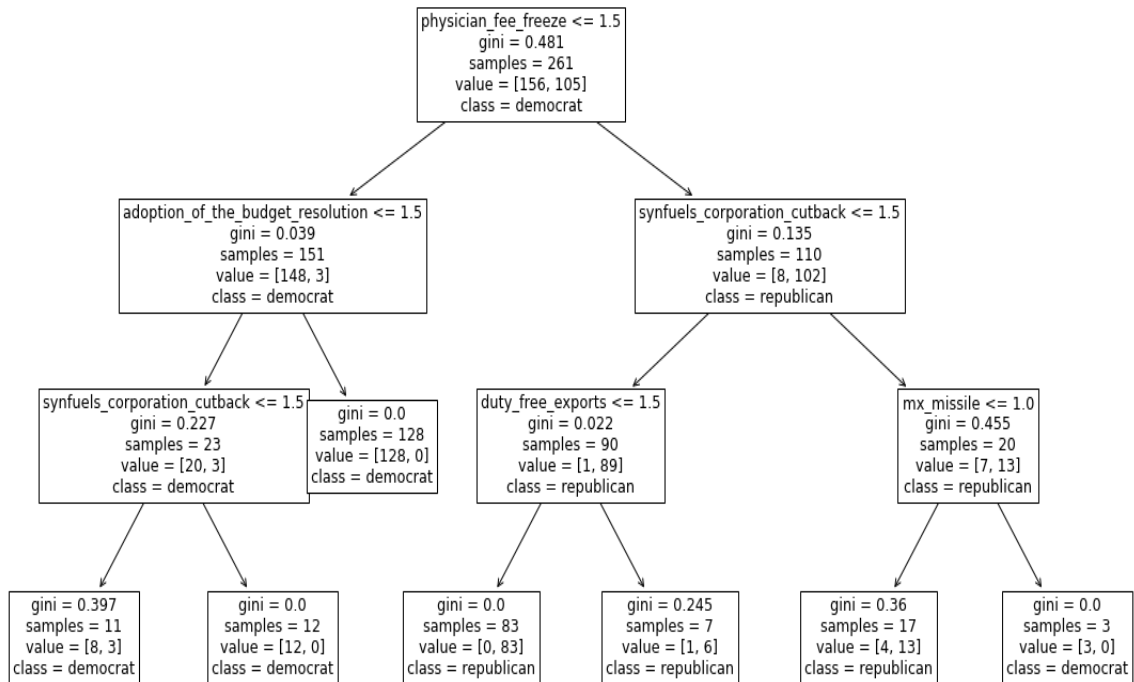 physician_fee_freeze <= 1.5
gini = 0.481
samples = 261
value = [156, 105]
class = democrat
adoption_of_the_budget_resolution <= 1.5
gini = 0.039
samples = 151
value = [148, 3]
class = democrat
synfuels_corporation_cutback <= 1.5
gini = 0.135
samples = 110
value = [8, 102]
class = republican
synfuels_corporation_cutback <= 1.5
gini = 0.227
samples = 23
value = [20, 3]
class = democrat
gini = 0.0
samples = 128
value = [128, 0]
class = democrat
duty_free_exports <= 1.5
gini = 0.022
samples = 90
value = [1, 89]
class = republican
mx_missile <= 1.0
gini = 0.455
samples = 20
value = [7, 13]
class = republican
gini = 0.397
samples = 11
value = [8, 3]
class = democrat
gini = 0.0
samples = 12
value = [12, 0]
class = democrat
gini = 0.0
samples = 83
value = [0, 83]
class = republican
gini = 0.245
samples = 7
value = [1, 6]
class = republican
gini = 0.36
samples = 17
value = [4, 13]
class = republican
gini = 0.0
samples = 3
value = [3, 0]
class = democrat